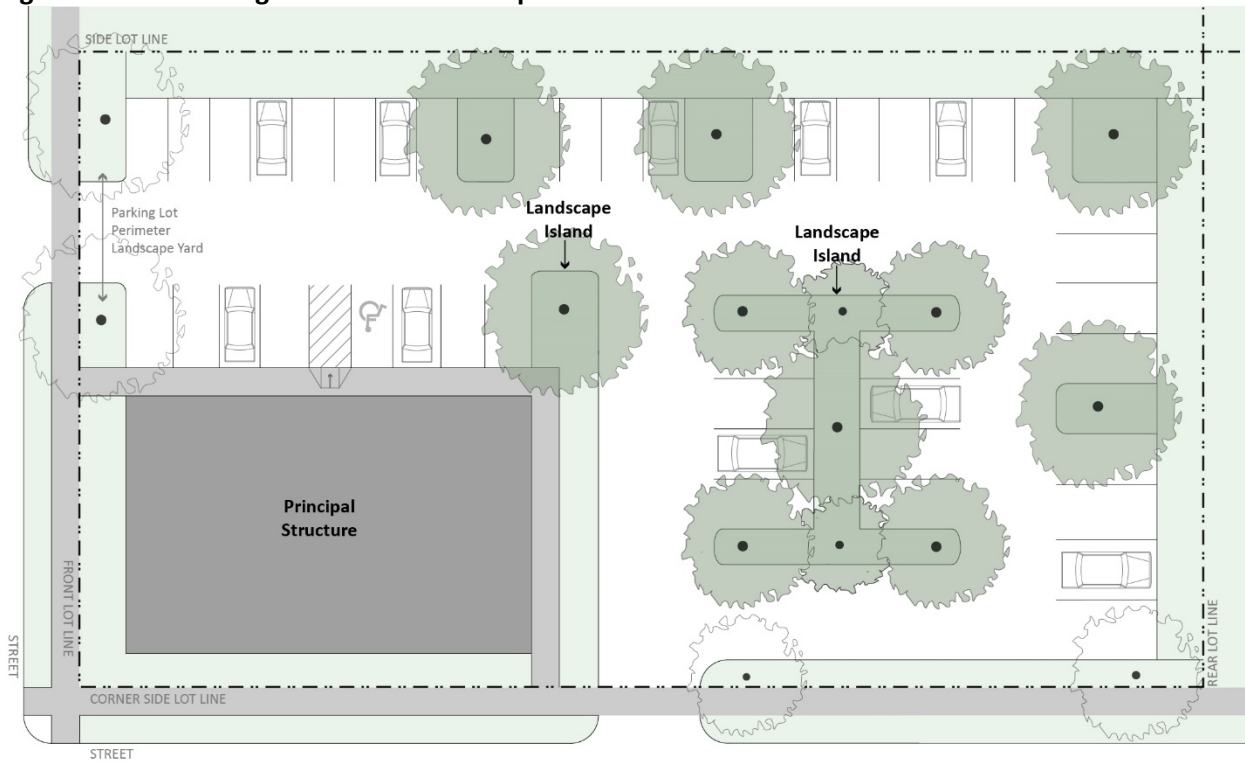 SIDE LOT LINE
Parking Lot
Perimeter
Landscape Yard
Landscape
Island
Landscape
Island
Principal
Structure
FRONT LOT LINE
STREET
REAR LOT LINE
CORNER SIDE LOT LINE
STREET